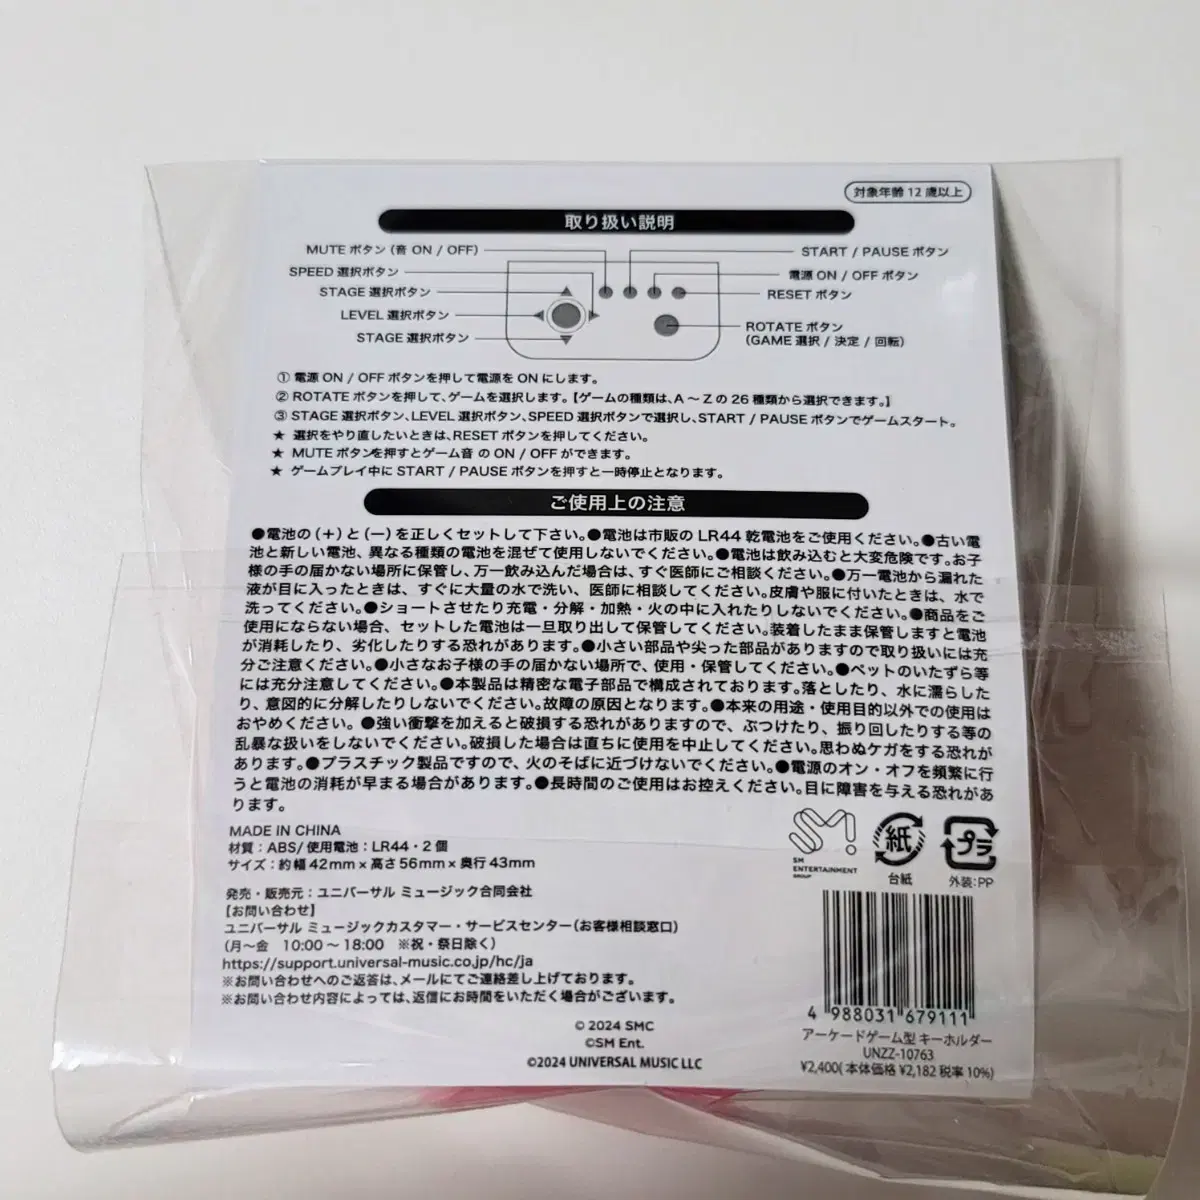 対象年齢 12 歳以上
取り扱い説明
MUTE ボタン (音 ON / OFF)
SPEED 選択ボタン
STAGE 選択ボタン
LEVEL 選択ボタン
STAGE 選択ボタン
START / PAUSE ボタン
電源 ON / OFF ボタン
RESET ボタン
ROTATE ボタン
(GAME 選択 / 決定 / 回転)
① 電源 ON / OFF ボタンを押して電源を ON にします。
② ROTATE ボタンを押して、ゲームを選択します。【ゲームの種類は、A 〜 Z の 26 種類から選択できます。】
③ STAGE 選択ボタン、LEVEL 選択ボタン、SPEED 選択ボタンで選択し、START / PAUSE ボタンでゲームスタート。
★ 選択をやり直したいときは、RESET ボタンを押してください。
★ MUTE ボタンを押すとゲーム音 の ON / OFF ができます。
★ ゲームプレイ中に START / PAUSE ボタンを押すと一時停止となります。
ご使用上の注意
●電池の (+) と (−) を正しくセットして下さい。●電池は市販の LR44 乾電池をご使用ください。●古い電
池と新しい電池、異なる種類の電池を混ぜて使用しないでください。●電池は飲み込むと大変危険です。お子
様の手の届かない場所に保管し、万一飲み込んだ場合は、すぐ医師にご相談ください。●万一電池から漏れた
液が目に入ったときは、すぐに大量の水で洗い、医師に相談してください。皮膚や服に付いたときは、水で
洗ってください。●ショートさせたり充電・分解・加熱・火の中に入れたりしないでください。●商品をご
使用にならない場合、セットした電池は一旦取り出して保管してください。装着したまま保管しますと電池
が消耗したり、劣化したりする恐れがあります。●小さい部品や尖った部品がありますので取り扱いには充
分ご注意ください。●小さなお子様の手の届かない場所で、使用・保管してください。●ペットのいたずら等
には充分注意してください。●本製品は精密な電子部品で構成されております。落としたり、水に濡らした
り、意図的に分解したりしないでください。故障の原因となります。●本来の用途・使用目的以外での使用は
おやめください。●強い衝撃を加えると破損する恐れがありますので、ぶつけたり、振り回したりする等の
乱暴な扱いをしないでください。破損した場合は直ちに使用を中止してください。思わぬケガをする恐れが
あります。●プラスチック製品ですので、火のそばに近づけないでください。●電源のオン・オフを頻繁に行
うと電池の消耗が早まる場合があります。●長時間のご使用はお控えください。目に障害を与える恐れがあ
ります。
MADE IN CHINA
材質：ABS/ 使用電池：LR44・2 個
サイズ：約幅 42mm × 高さ 56mm × 奥行 43mm
発売・販売元：ユニバーサル ミュージック合同会社
【お問い合わせ】
ユニバーサル ミュージックカスタマー・サービスセンター(お客様相談窓口)
(月〜金 10:00 〜 18:00 ※祝・祭日除く)
https://support.universal-music.co.jp/hc/ja
※お問い合わせへのご返答は、メールにてご連絡差し上げております。
※お問い合わせ内容によっては、返信にお時間をいただく場合がございます。
© 2024 SMC
©SM Ent.
©2024 UNIVERSAL MUSIC LLC
SM!
SM
ENTERTAINMENT
GROUP
紙
台紙
プラ
外装：PP
4 988031 679111
アーケードゲーム型 キーホルダー
UNZZ-10763
¥2,400( 本体価格 ¥2,182 税率 10%)